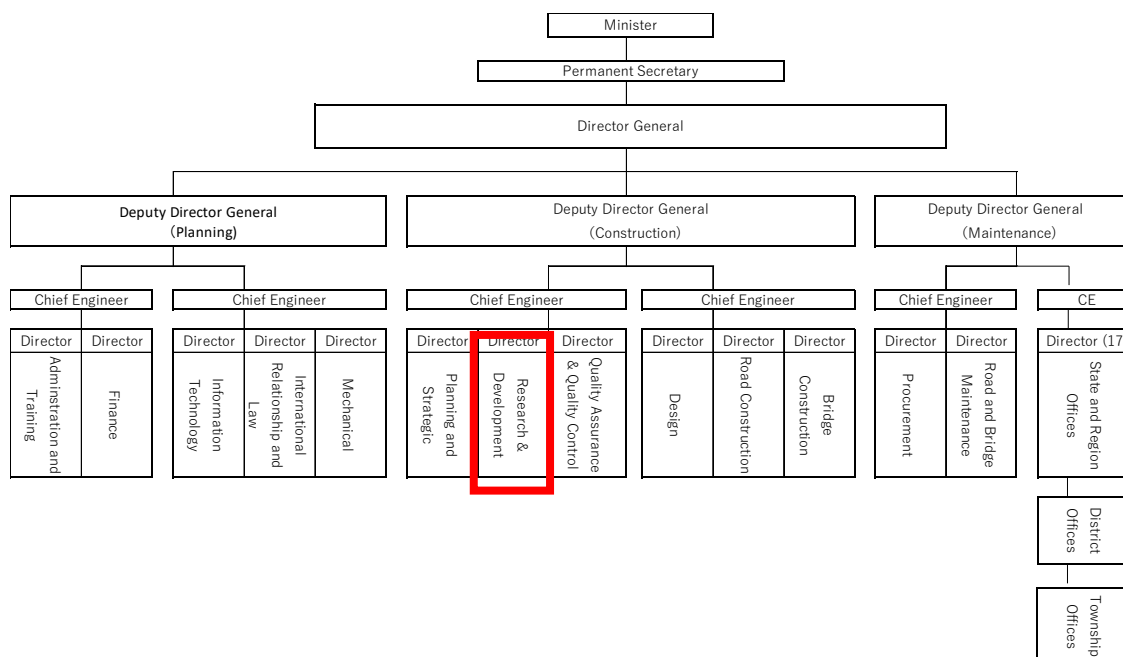 Minister
Permanent Secretary
Director General
Deputy Director General
(Planning)
Deputy Director General
(Construction)
Deputy Director General
(Maintenance)
Chief Engineer
Chief Engineer
Chief Engineer
Chief Engineer
Chief Engineer
CE
Director
Director
Director
Director
Director
Director
Director
Director
Director
Director
Director
Director
Director
Director (17
Adminstration and
Training
Finance
Information
Technology
International
Relationship and
Law
Mechanical
Planning and
Strategic
Research &
Development
Quality Assurance
& Quality Control
Design
Road Construction
Bridge
Construction
Procurement
Road and Bridge
Maintenance
State and Region
Offices
District
Offices
Township
Offices